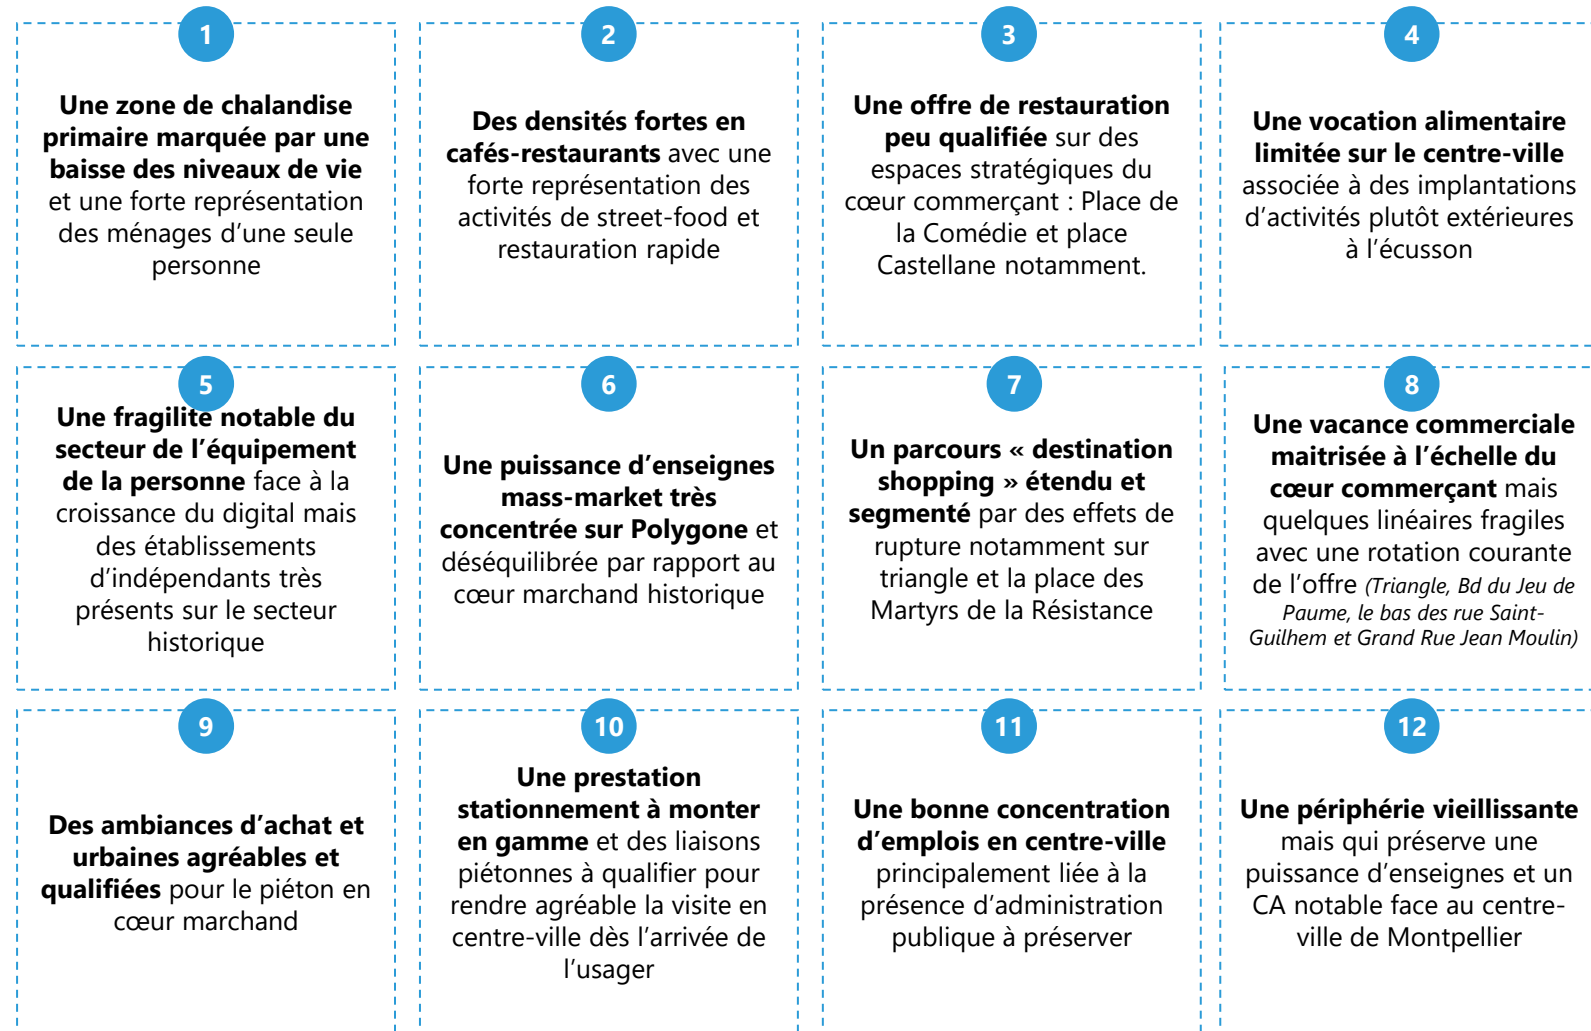 1
Une zone de chalandise
primaire marquée par une
baisse des niveaux de vie
et une forte représentation
des ménages d'une seule
personne
2
Des densités fortes en
cafés-restaurants avec une
forte représentation des
activités de street-food et
restauration rapide
3
Une offre de restauration
peu qualifiée sur des
espaces stratégiques du
cœur commerçant : Place de
la Comédie et place
Castellane notamment.
4
Une vocation alimentaire
limitée sur le centre-ville
associée à des implantations
d'activités plutôt extérieures
à l'écusson
5
Une fragilité notable du
secteur de l'équipement
de la personne face à la
croissance du digital mais
des établissements
d'indépendants très
présents sur le secteur
historique
6
Une puissance d'enseignes
mass-market très
concentrée sur Polygone et
déséquilibrée par rapport au
cœur marchand historique
7
Un parcours « destination
shopping » étendu et
segmenté par des effets de
rupture notamment sur
triangle et la place des
Martyrs de la Résistance
8
Une vacance commerciale
maitrisée à l'échelle du
cœur commerçant mais
quelques linéaires fragiles
avec une rotation courante
de l'offre (Triangle, Bd du Jeu de
Paume, le bas des rue Saint-
Guilhem et Grand Rue Jean Moulin)
9
Des ambiances d'achat et
urbaines agréables et
qualifiées pour le piéton en
cœur marchand
10
Une prestation
stationnement à monter
en gamme et des liaisons
piétonnes à qualifier pour
rendre agréable la visite en
centre-ville dès l'arrivée de
l'usager
11
Une bonne concentration
d'emplois en centre-ville
principalement liée à la
présence d'administration
publique à préserver
12
Une périphérie vieillissante
mais qui préserve une
puissance d'enseignes et un
CA notable face au centre-
ville de Montpellier